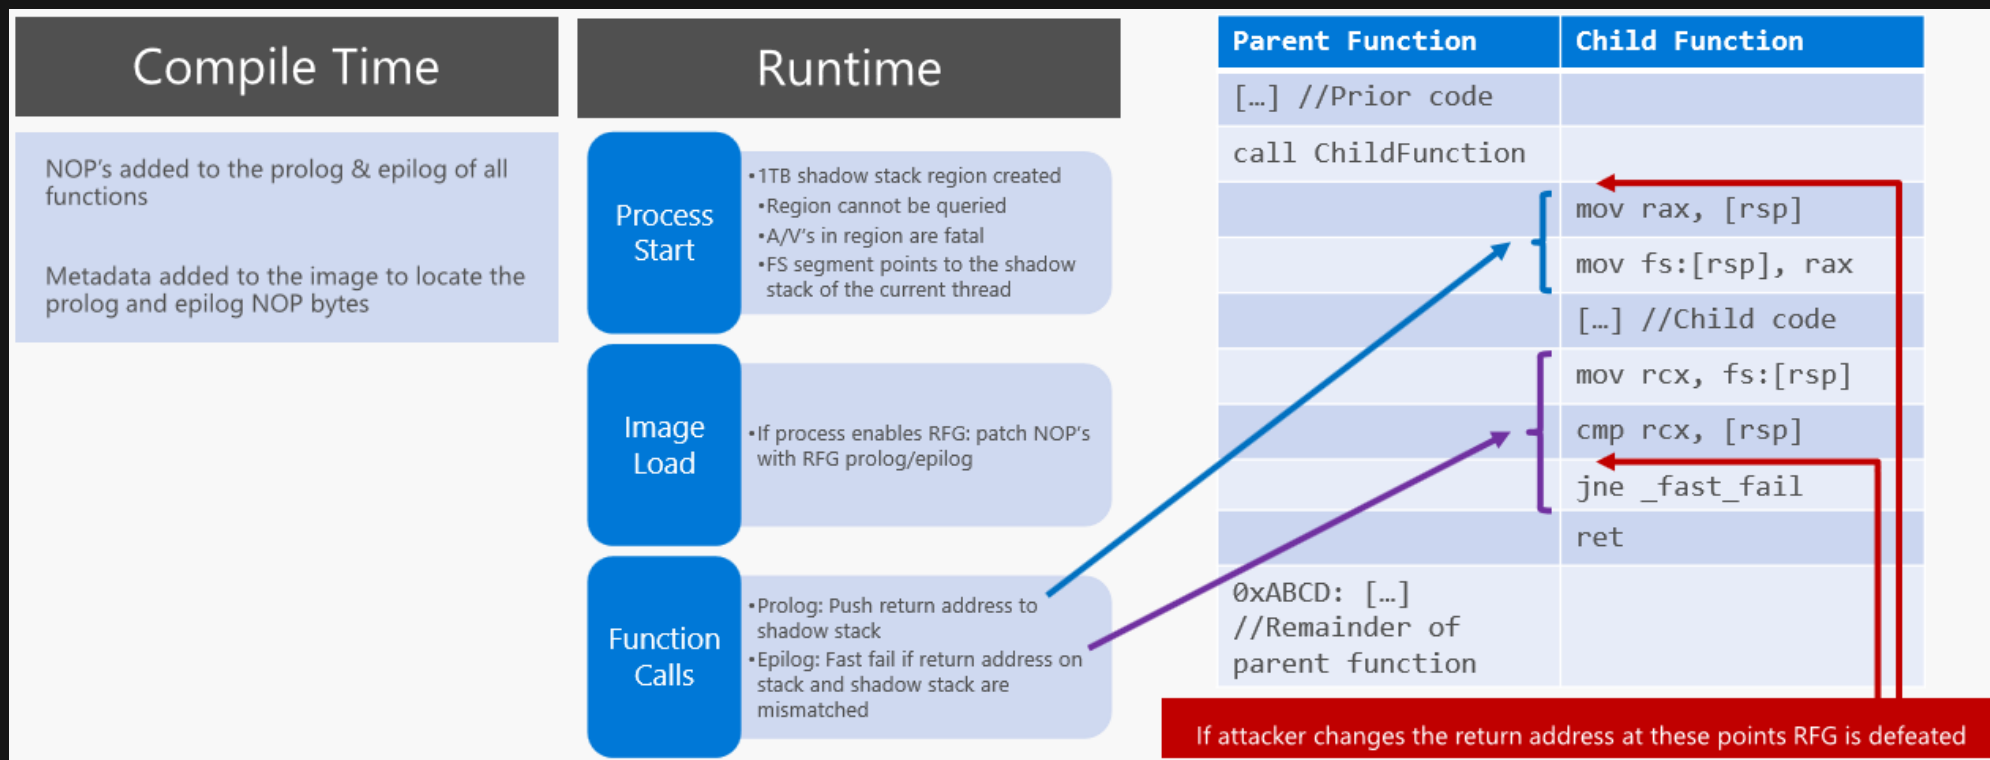 Compile Time
NOP's added to the prolog & epilog of all
functions
Metadata added to the image to locate the
prolog and epilog NOP bytes
Runtime
Process
Start
•1TB shadow stack region created
•Region cannot be queried
•A/V's in region are fatal
•FS segment points to the shadow
stack of the current thread
Image
Load
•If process enables RFG: patch NOP's
with RFG prolog/epilog
Function
Calls
•Prolog: Push return address to
shadow stack
•Epilog: Fast fail if return address on
stack and shadow stack are
mismatched
Parent Function Child Function
[…] //Prior code
call ChildFunction
mov rax, [rsp]
mov fs:[rsp], rax
[…] //Child code
mov rcx, fs:[rsp]
cmp rcx, [rsp]
jne _fast_fail
ret
0xABCD: […]
//Remainder of
parent function
If attacker changes the return address at these points RFG is defeated